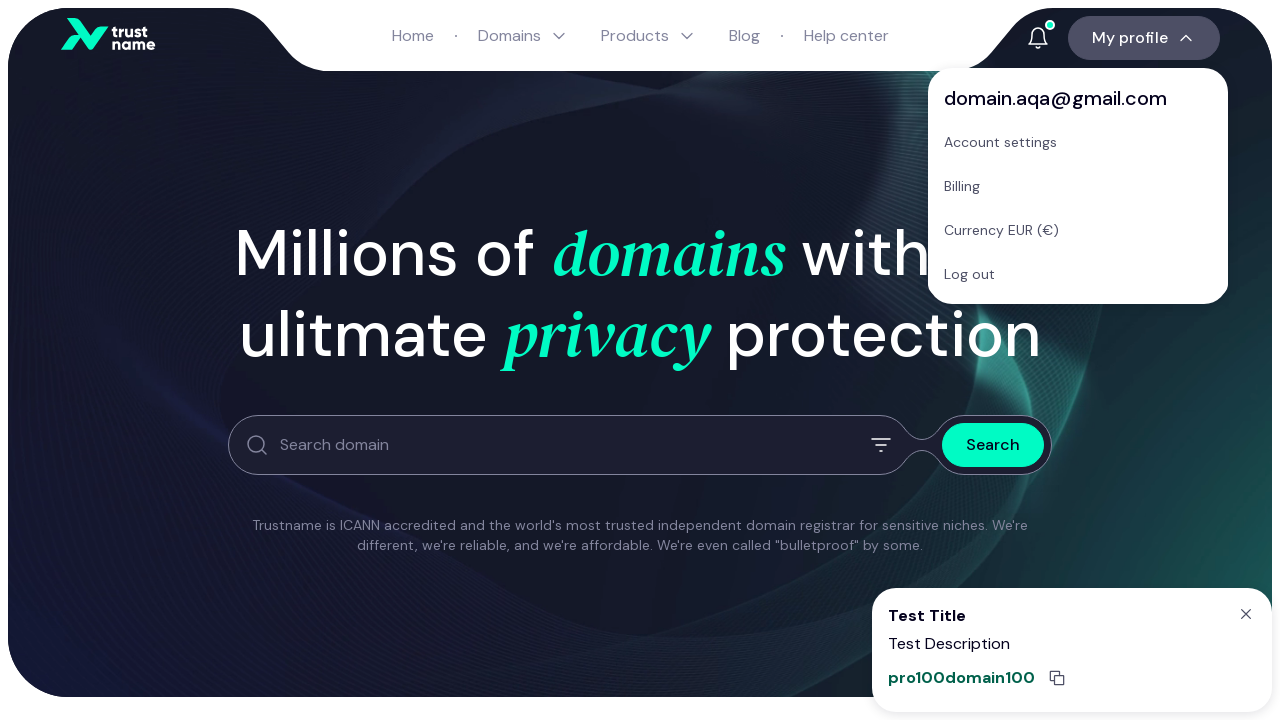 trust
name
Home
Domains
Products
Blog
Help center
My profile
domain.aqa@gmail.com
Account settings
Billing
Currency EUR (€)
Log out
Millions of domains with
ulitmate privacy protection
Search domain
Search
Trustname is ICANN accredited and the world's most trusted independent domain registrar for sensitive niches. We're
different, we're reliable, and we're affordable. We're even called "bulletproof" by some.
Test Title
Test Description
pro100domain100